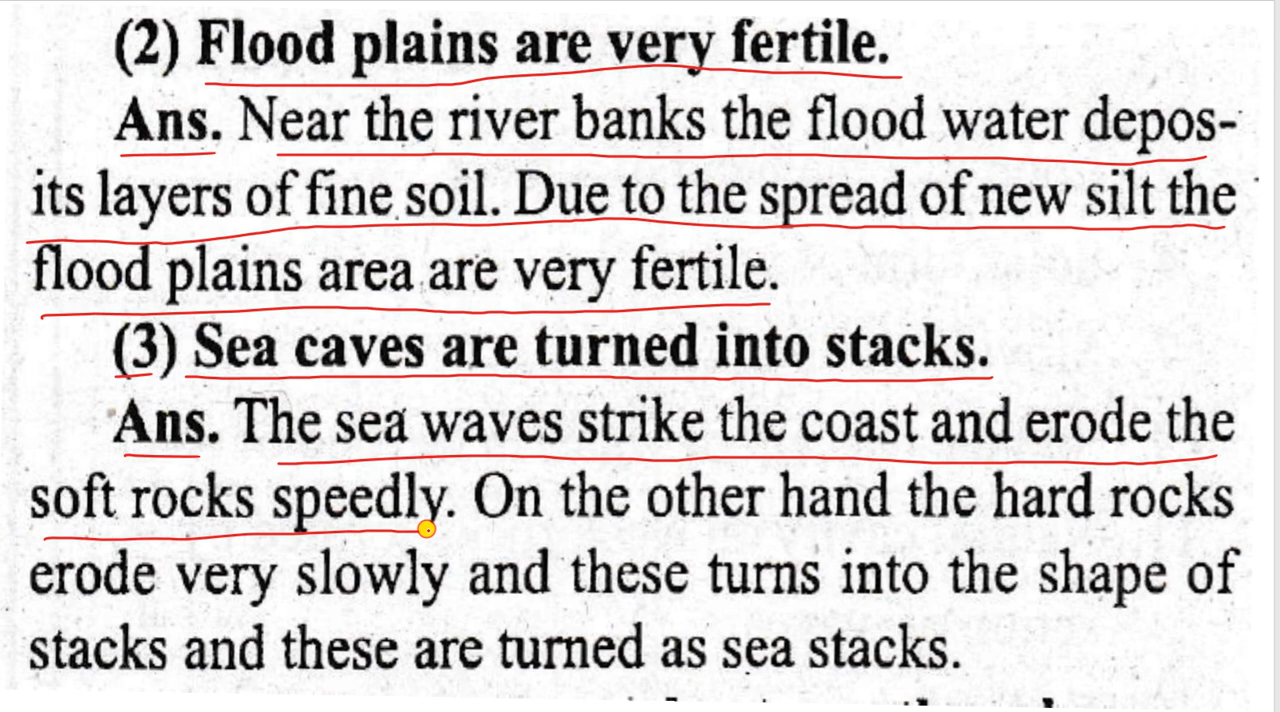 (2) Flood plains are very fertile.
Ans. Near the river banks the flood water depos-
its layers of fine soil. Due to the spread of new silt the
flood plains area are very fertile.
(3) Sea caves are turned into stacks.
Ans. The sea waves strike the coast and erode the
soft rocks speedly. On the other hand the hard rocks
erode very slowly and these turns into the shape of
stacks and these are turned as sea stacks.